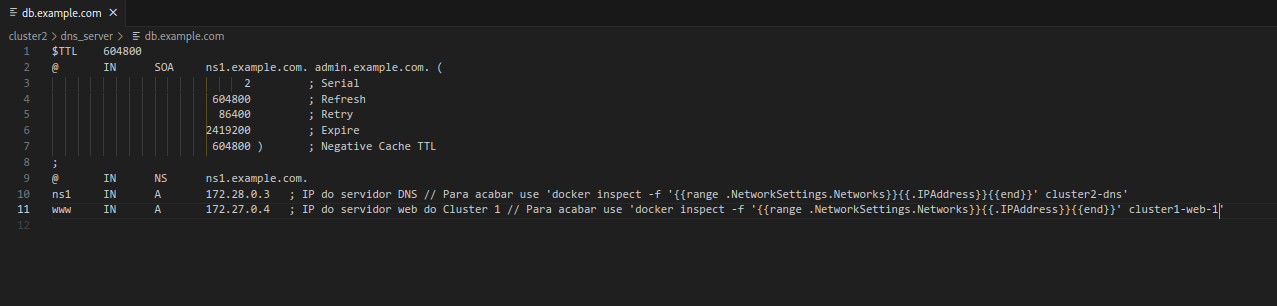 db.example.com ×
cluster2 > dns_server > db.example.com
1 $TTL 604800
2 @ IN SOA ns1.example.com. admin.example.com. (
3 2 ; Serial
4 604800 ; Refresh
5 86400 ; Retry
6 2419200 ; Expire
7 604800 ) ; Negative Cache TTL
8 ;
9 @ IN NS ns1.example.com.
10 ns1 IN A 172.28.0.3 ; IP do servidor DNS // Para acabar use 'docker inspect -f '{{range .NetworkSettings.Networks}}{{.IPAddress}}{{end}}' cluster2-dns'
11 www IN A 172.27.0.4 ; IP do servidor web do Cluster 1 // Para acabar use 'docker inspect -f '{{range .NetworkSettings.Networks}}{{.IPAddress}}{{end}}' cluster1-web-1'
12